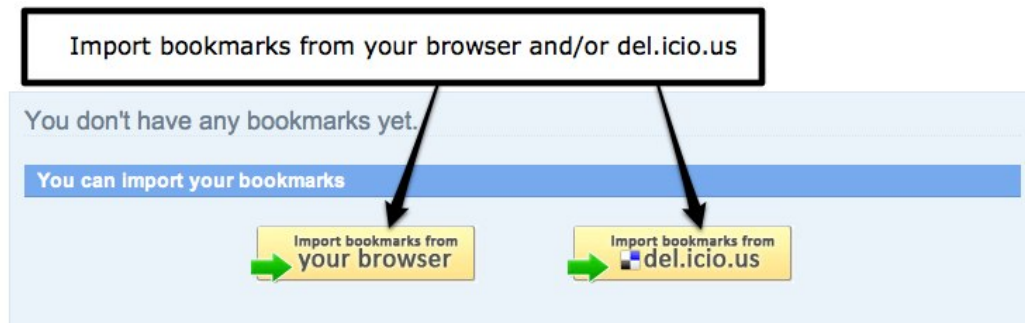 Import bookmarks from your browser and/or del.icio.us
You don't have any bookmarks yet.
You can import your bookmarks
Import bookmarks from
your browser
Import bookmarks from
del.icio.us